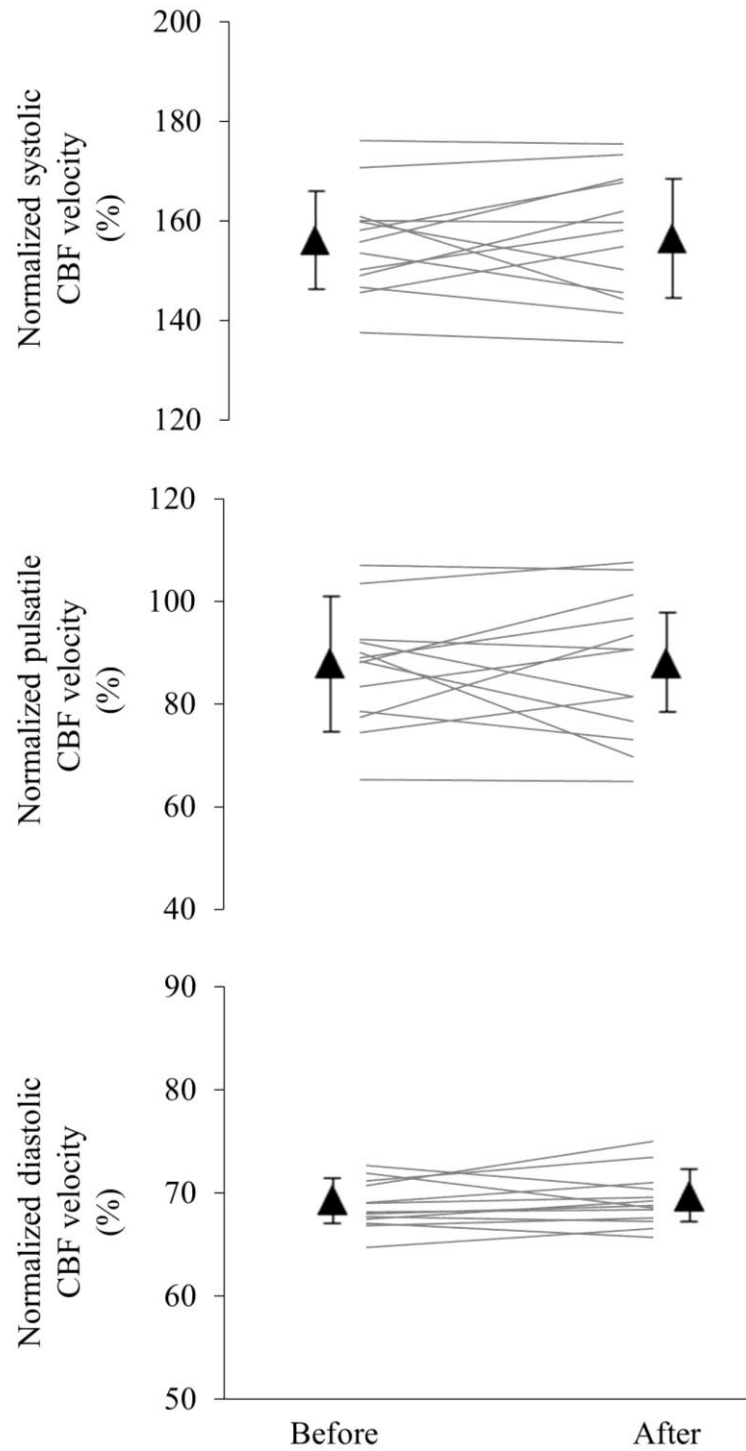 Normalized systolic
CBF velocity
(%)
200
180
160
140
120
Normalized pulsatile
CBF velocity
(%)
120
100
80
60
40
Normalized diastolic
CBF velocity
(%)
90
80
70
60
50
Before After